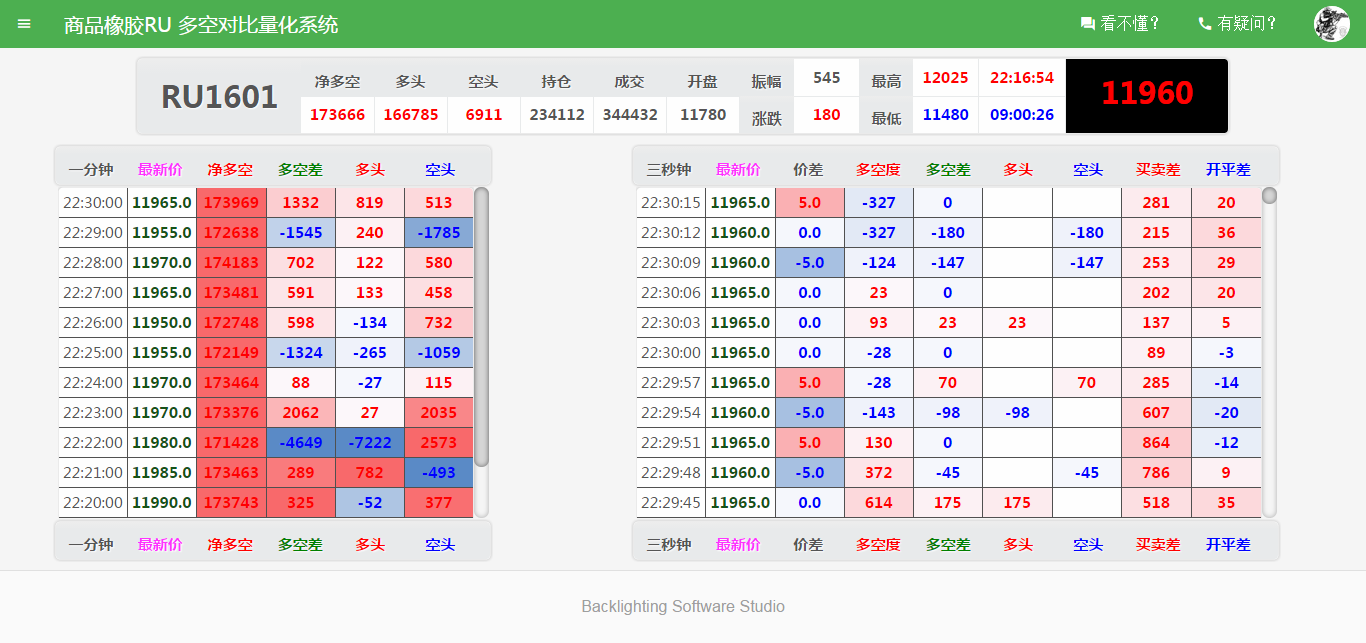 商品橡胶RU 多空对比量化系统 看不懂? 有疑问?
RU1601 净多空 多头 空头 持仓 成交 开盘 振幅 545 最高 12025 22:16:54 11960
173666 166785 6911 234112 344432 11780 涨跌 180 最低 11480 09:00:26
一分钟 最新价 净多空 多空差 多头 空头
22:30:00 11965.0 173969 1332 819 513
22:29:00 11955.0 172638 -1545 240 -1785
22:28:00 11970.0 174183 702 122 580
22:27:00 11965.0 173481 591 133 458
22:26:00 11950.0 172748 598 -134 732
22:25:00 11955.0 172149 -1324 -265 -1059
22:24:00 11970.0 173464 88 -27 115
22:23:00 11970.0 173376 2062 27 2035
22:22:00 11980.0 171428 -4649 -7222 2573
22:21:00 11985.0 173463 289 782 -493
22:20:00 11990.0 173743 325 -52 377
一分钟 最新价 净多空 多空差 多头 空头
三秒钟 最新价 价差 多空度 多空差 多头 空头 买卖差 开平差
22:30:15 11965.0 5.0 -327 0 281 20
22:30:12 11960.0 0.0 -327 -180 -180 215 36
22:30:09 11960.0 -5.0 -124 -147 -147 253 29
22:30:06 11965.0 0.0 23 0 202 20
22:30:03 11965.0 0.0 93 23 23 137 5
22:30:00 11965.0 0.0 -28 0 89 -3
22:29:57 11965.0 5.0 -28 70 70 285 -14
22:29:54 11960.0 -5.0 -143 -98 -98 607 -20
22:29:51 11965.0 5.0 130 0 864 -12
22:29:48 11960.0 -5.0 372 -45 -45 786 9
22:29:45 11965.0 0.0 614 175 175 518 35
三秒钟 最新价 价差 多空度 多空差 多头 空头 买卖差 开平差
Backlighting Software Studio